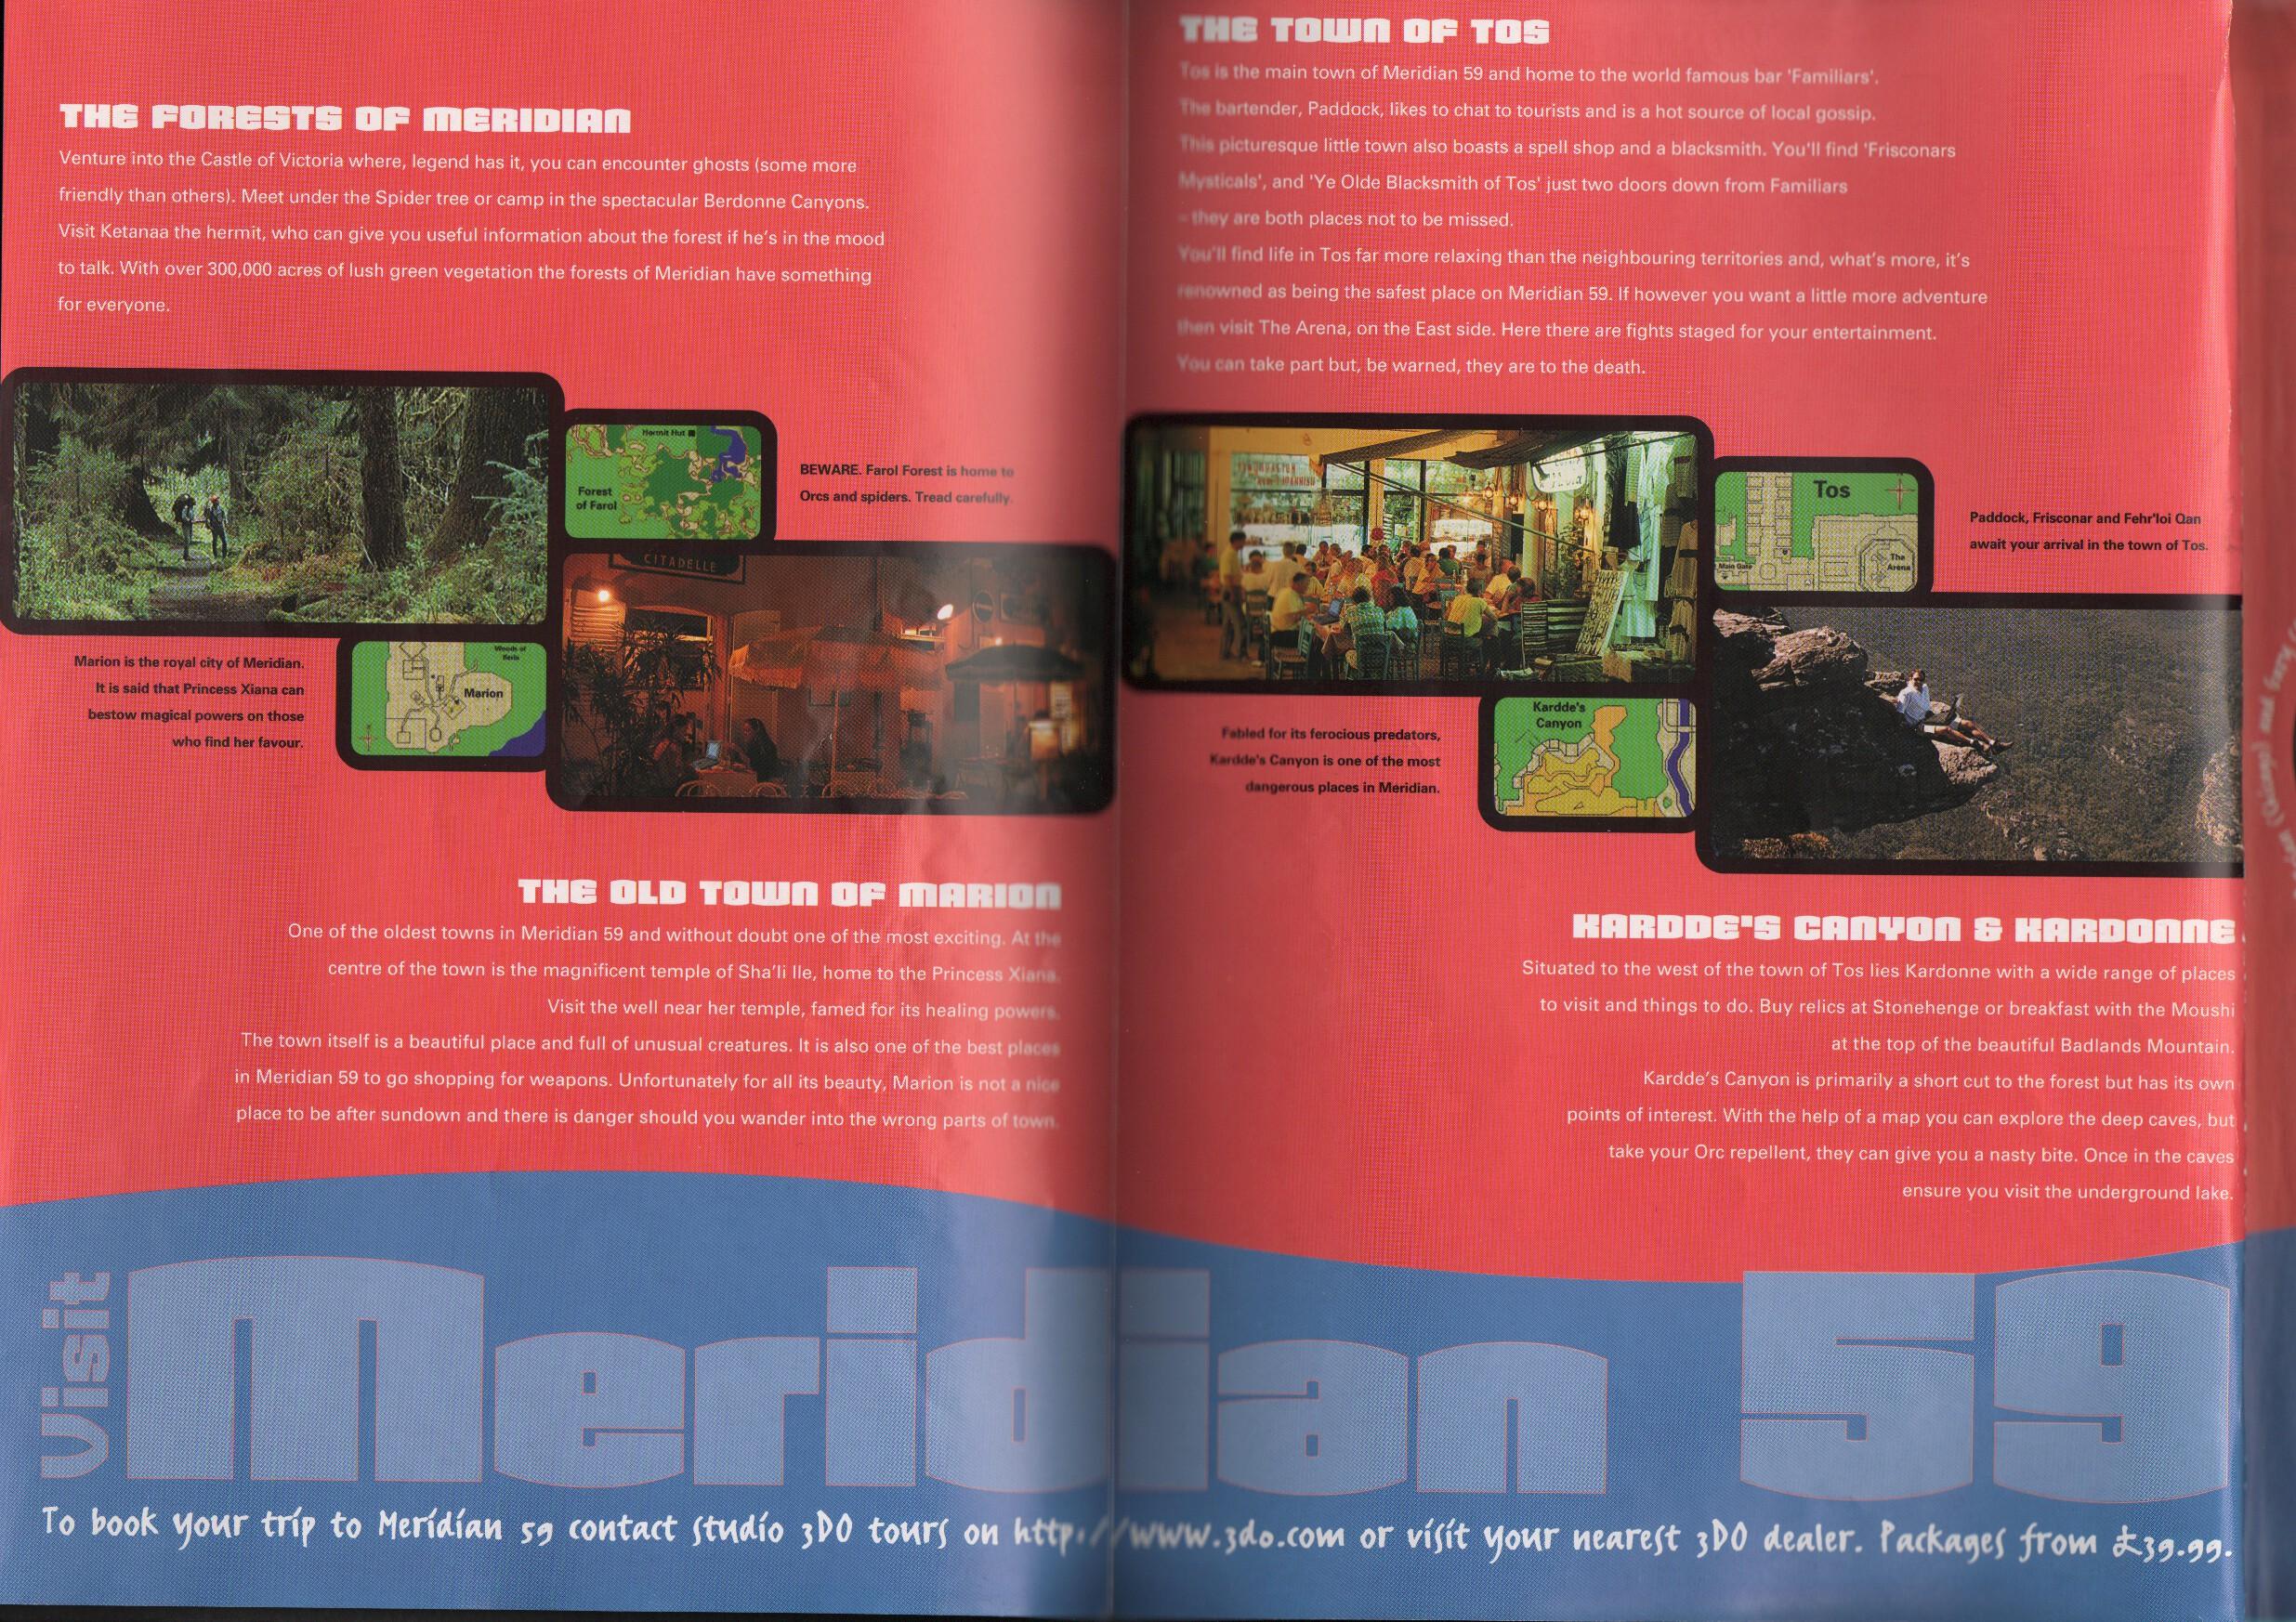 THE FORESTS OF MERIDIAN
Venture into the Castle of Victoria where, legend has it, you can encounter ghosts (some more
friendly than others). Meet under the Spider tree or camp in the spectacular Berdonne Canyons.
Visit Ketanaa the hermit, who can give you useful information about the forest if he's in the mood
to talk. With over 300,000 acres of lush green vegetation the forests of Meridian have something
for everyone.
Hermit Hut
Forest
of Farol
BEWARE. Farol Forest is home to
Orcs and spiders. Tread carefully.
CITADELLE
Marion is the royal city of Meridian.
It is said that Princess Xiana can
bestow magical powers on those
who find her favour.
Woods of
Marion
THE OLD TOWN OF MARION
One of the oldest towns in Meridian 59 and without doubt one of the most exciting. At the
centre of the town is the magnificent temple of Sha'li Ile, home to the Princess Xiana.
Visit the well near her temple, famed for its healing powers.
The town itself is a beautiful place and full of unusual creatures. It is also one of the best places
in Meridian 59 to go shopping for weapons. Unfortunately for all its beauty, Marion is not a nice
place to be after sundown and there is danger should you wander into the wrong parts of town.
THE TOWN OF TOS
Tos is the main town of Meridian 59 and home to the world famous bar 'Familiars'.
The bartender, Paddock, likes to chat to tourists and is a hot source of local gossip.
This picturesque little town also boasts a spell shop and a blacksmith. You'll find 'Frisconars
Mysticals', and 'Ye Olde Blacksmith of Tos' just two doors down from Familiars
– they are both places not to be missed.
You'll find life in Tos far more relaxing than the neighbouring territories and, what's more, it's
renowned as being the safest place on Meridian 59. If however you want a little more adventure
then visit The Arena, on the East side. Here there are fights staged for your entertainment.
You can take part but, be warned, they are to the death.
Tos
Main Gate
The
Arena
Paddock, Frisconar and Fehr'loi Qan
await your arrival in the town of Tos.
Fabled for its ferocious predators,
Kardde's Canyon is one of the most
dangerous places in Meridian.
Kardde's
Canyon
KARDDE'S CANYON & KARDONNE
Situated to the west of the town of Tos lies Kardonne with a wide range of places
to visit and things to do. Buy relics at Stonehenge or breakfast with the Moushi
at the top of the beautiful Badlands Mountain.
Kardde's Canyon is primarily a short cut to the forest but has its own
points of interest. With the help of a map you can explore the deep caves, but
take your Orc repellent, they can give you a nasty bite. Once in the caves
ensure you visit the underground lake.
Visit Meridian 59
To book your trip to Meridian 59 contact Studio 3DO tours on http://www.3do.com or visit your nearest 3DO dealer. Packages from £39.99.